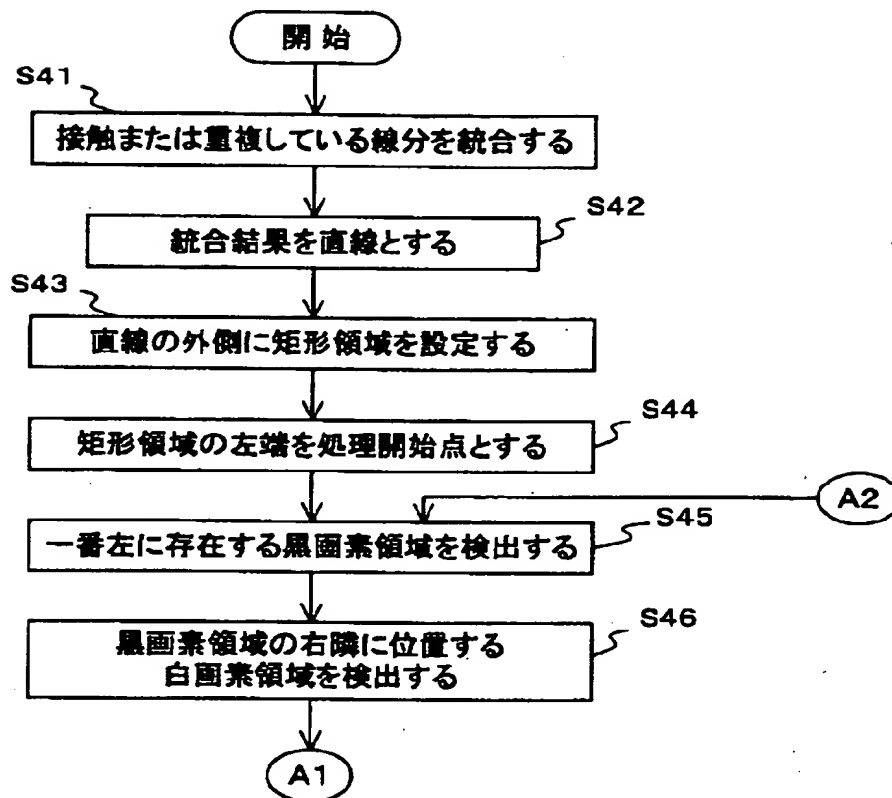 開始
S41
接触または重複している線分を統合する
S42
統合結果を直線とする
S43
直線の外側に矩形領域を設定する
S44
矩形領域の左端を処理開始点とする
A2
S45
一番左に存在する黒画素領域を検出する
S46
黒画素領域の右隣に位置する
白画素領域を検出する
A1